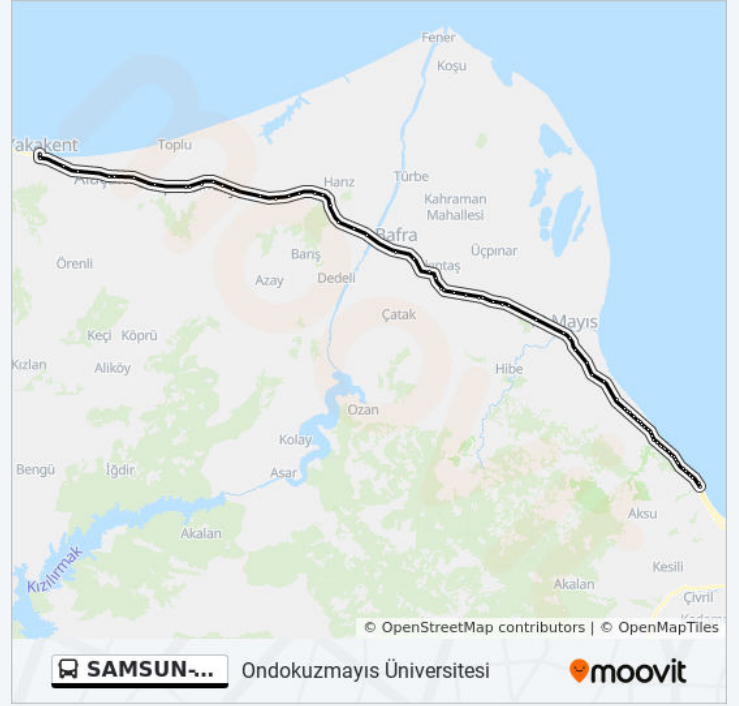 Fener
Koşu
Yakakent
Toplu
Harız
Türbe
Kahraman
Mahallesi
Bafra
Üçpınar
Barış
Örenli
Azay
Dedeli
Çatak
Mayıs
Keçi
Köprü
Kızlan
Aliköy
Hibe
Ozan
Kolay
Bengü
İğdir
Asar
Aksu
Akalan
Kızılırmak
Kesili
Akalan
Çivril
© OpenStreetMap contributors | © OpenMapTiles
SAMSUN-...
Ondokuzmayıs Üniversitesi
moovit